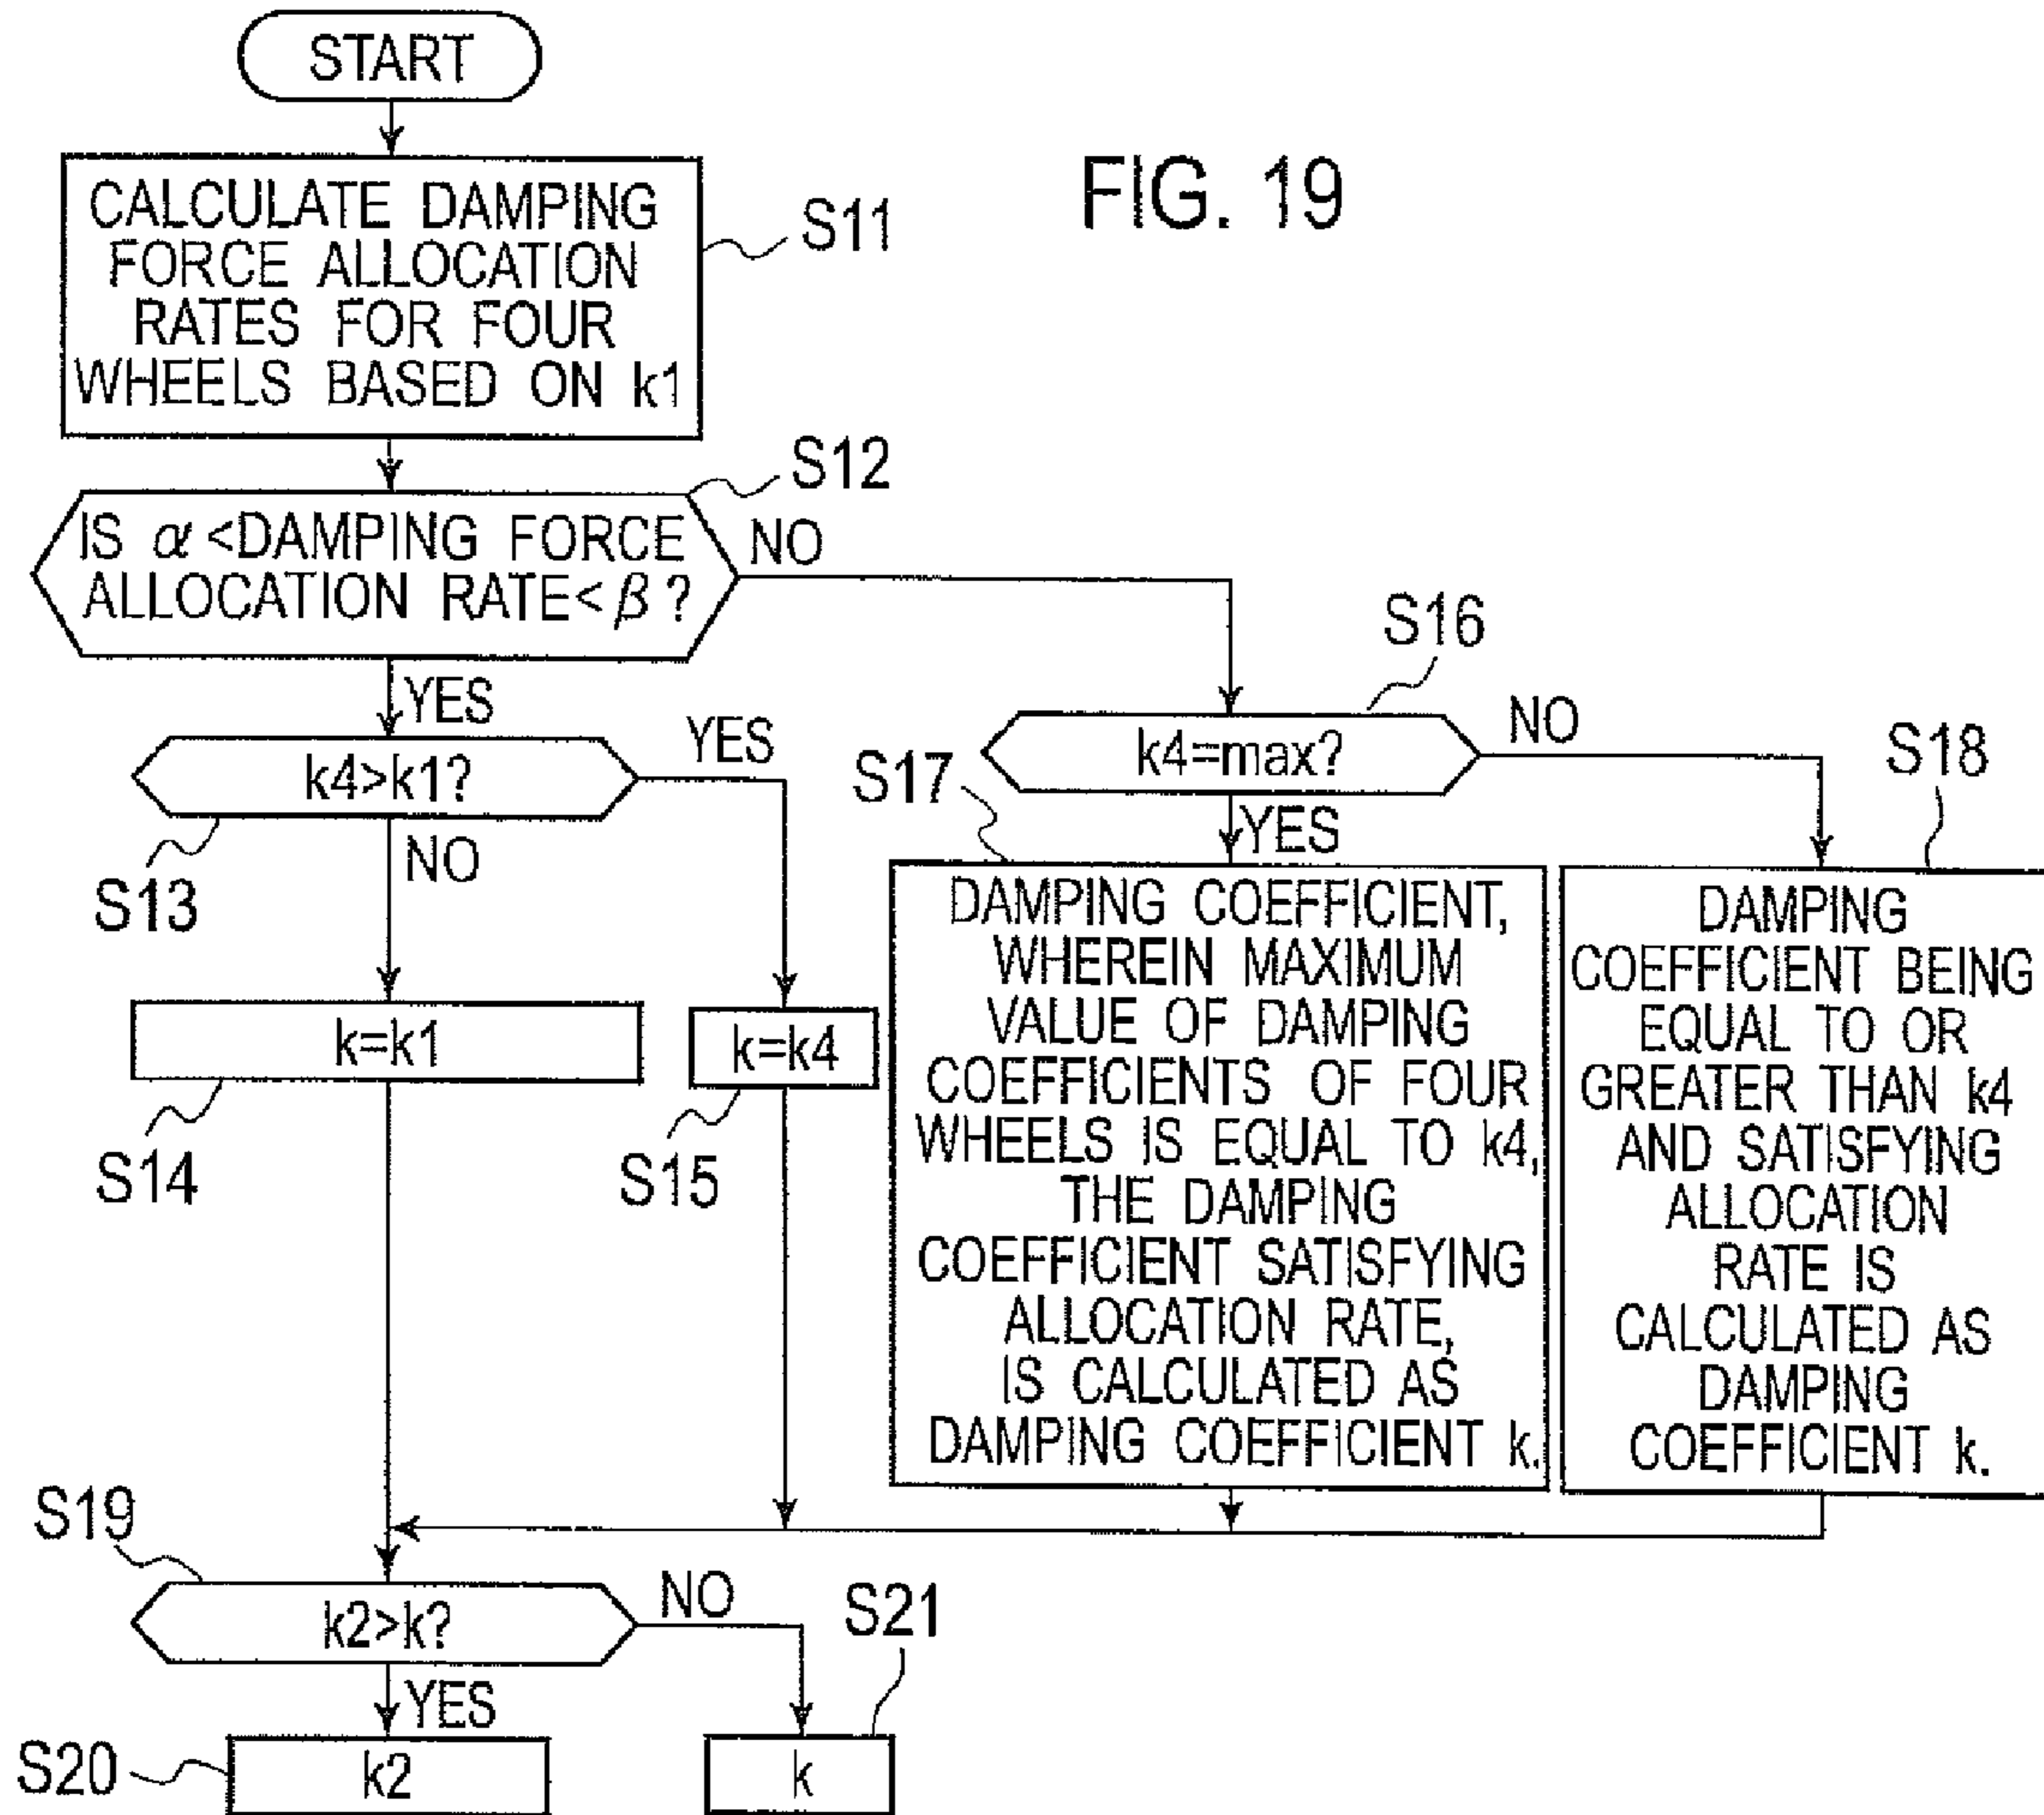 START
FIG. 19
CALCULATE DAMPING
FORCE ALLOCATION
RATES FOR FOUR
WHEELS BASED ON k1
S11
S12
IS α<DAMPING FORCE
ALLOCATION RATE<β?
NO
YES
S16
k4=max?
NO
YES
k4>k1?
YES
NO
S13
S17
S18
k=k1
S14
k=k4
S15
DAMPING COEFFICIENT,
WHEREIN MAXIMUM
VALUE OF DAMPING
COEFFICIENTS OF FOUR
WHEELS IS EQUAL TO k4,
THE DAMPING
COEFFICIENT SATISFYING
ALLOCATION RATE,
IS CALCULATED AS
DAMPING COEFFICIENT k.
DAMPING
COEFFICIENT BEING
EQUAL TO OR
GREATER THAN k4
AND SATISFYING
ALLOCATION
RATE IS
CALCULATED AS
DAMPING
COEFFICIENT k.
S19
k2>k?
NO
S21
YES
S20
k2
k